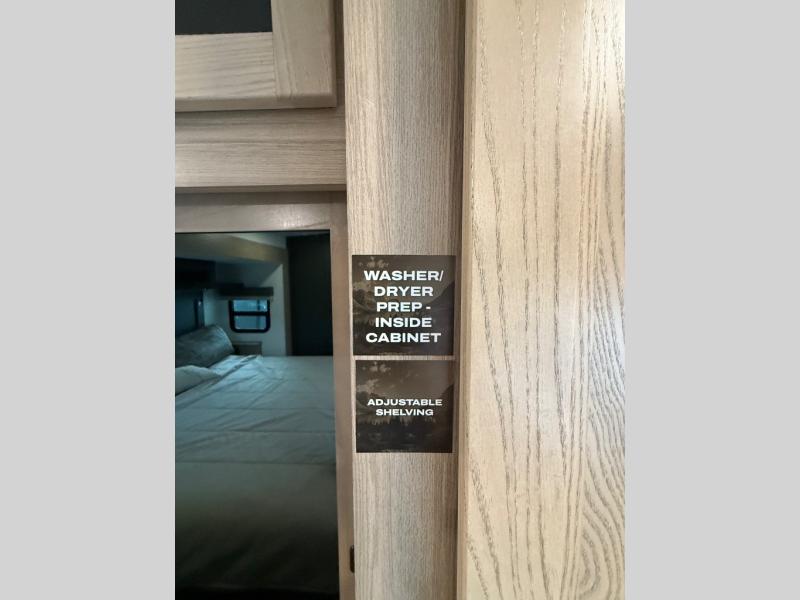 WASHER/
DRYER
PREP -
INSIDE
CABINET
ADJUSTABLE
SHELVING